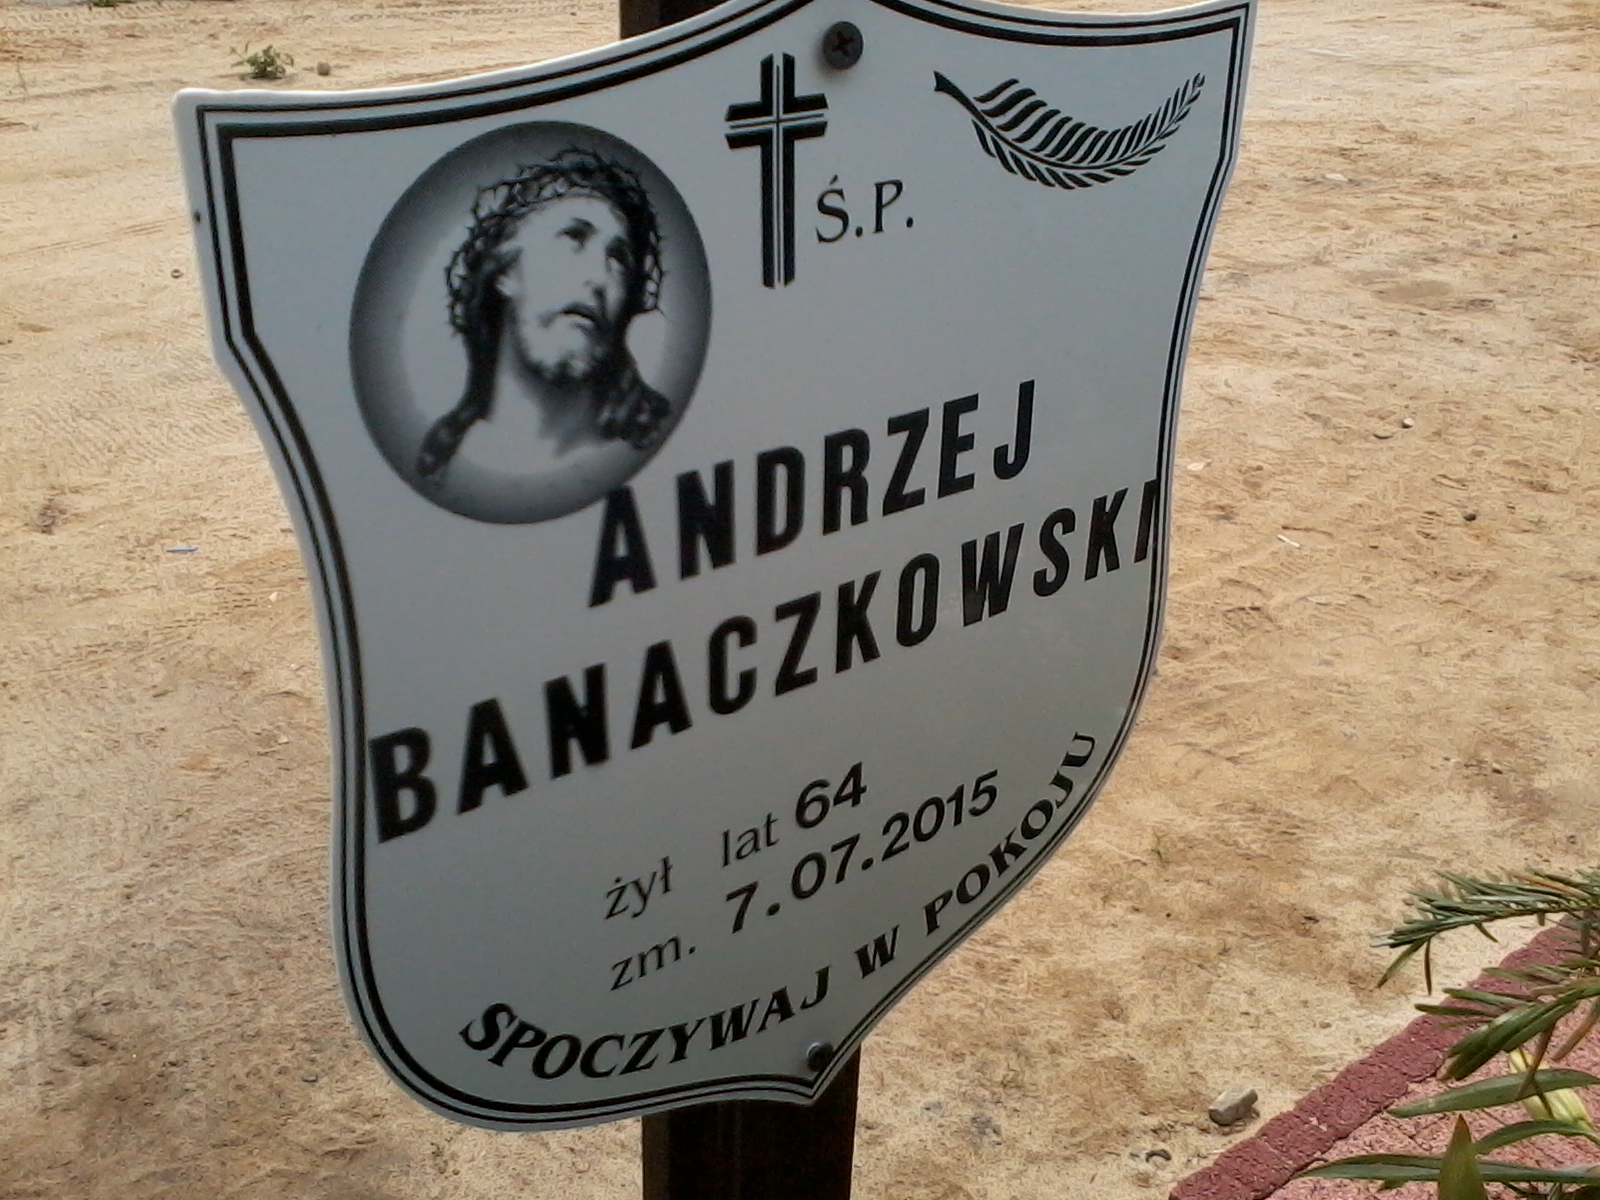 Ś.P.
ANDRZEJ
BANACZKOWSKI
żył lat 64
zm. 7.07.2015
SPOCZYWAJ W POKOJU